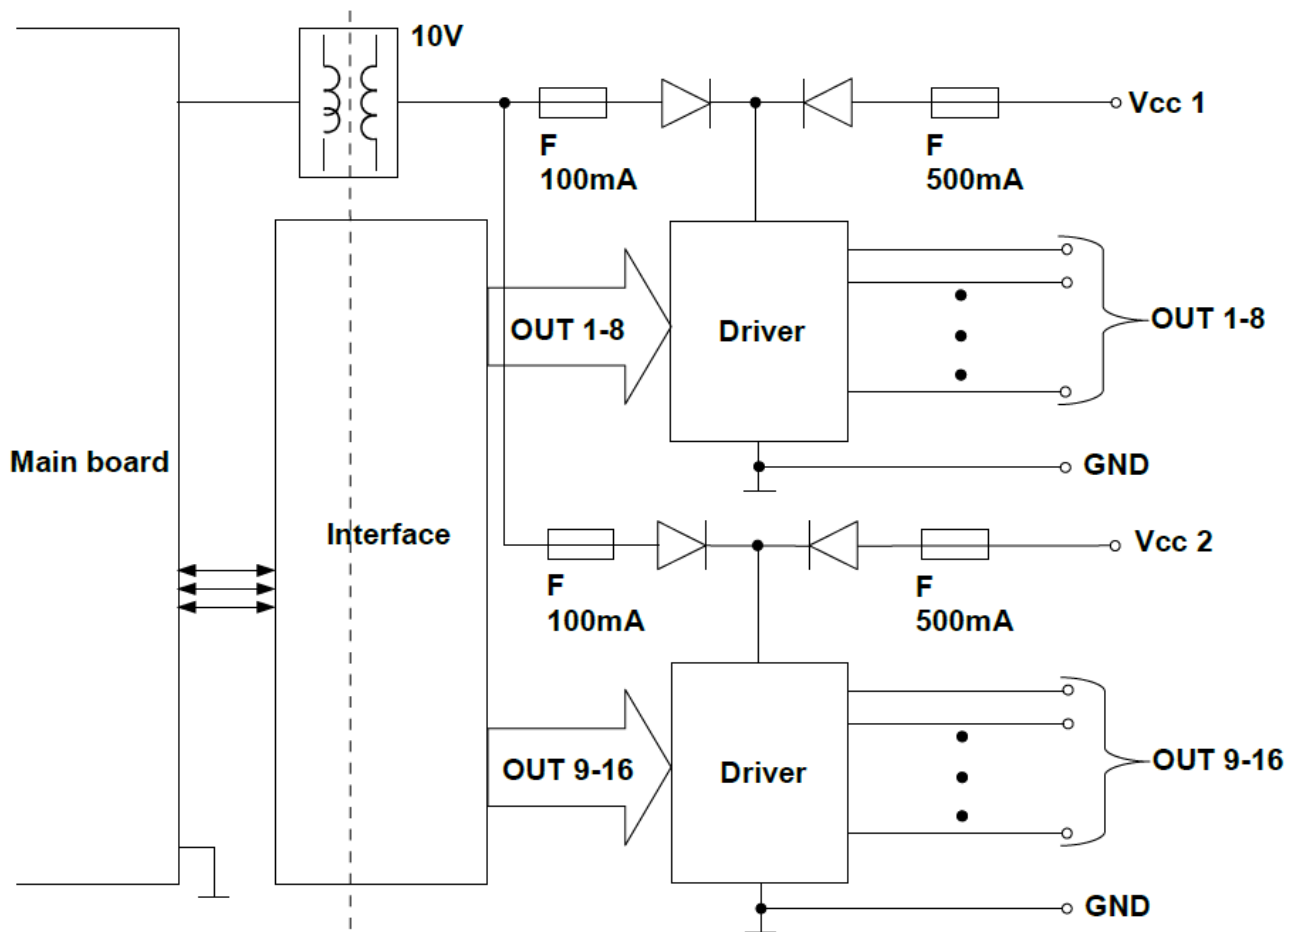 10V
Vcc 1
F
100mA
F
500mA
OUT 1-8
Driver
OUT 1-8
Main board
GND
Interface
Vcc 2
F
100mA
F
500mA
OUT 9-16
Driver
OUT 9-16
GND